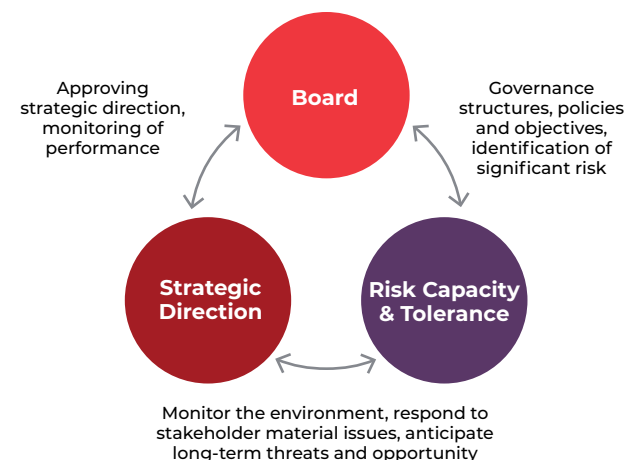 Board
Approving
strategic direction,
monitoring of
performance
Governance
structures, policies
and objectives,
identification of
significant risk
Strategic
Direction
Risk Capacity
& Tolerance
Monitor the environment, respond to
stakeholder material issues, anticipate
long-term threats and opportunity